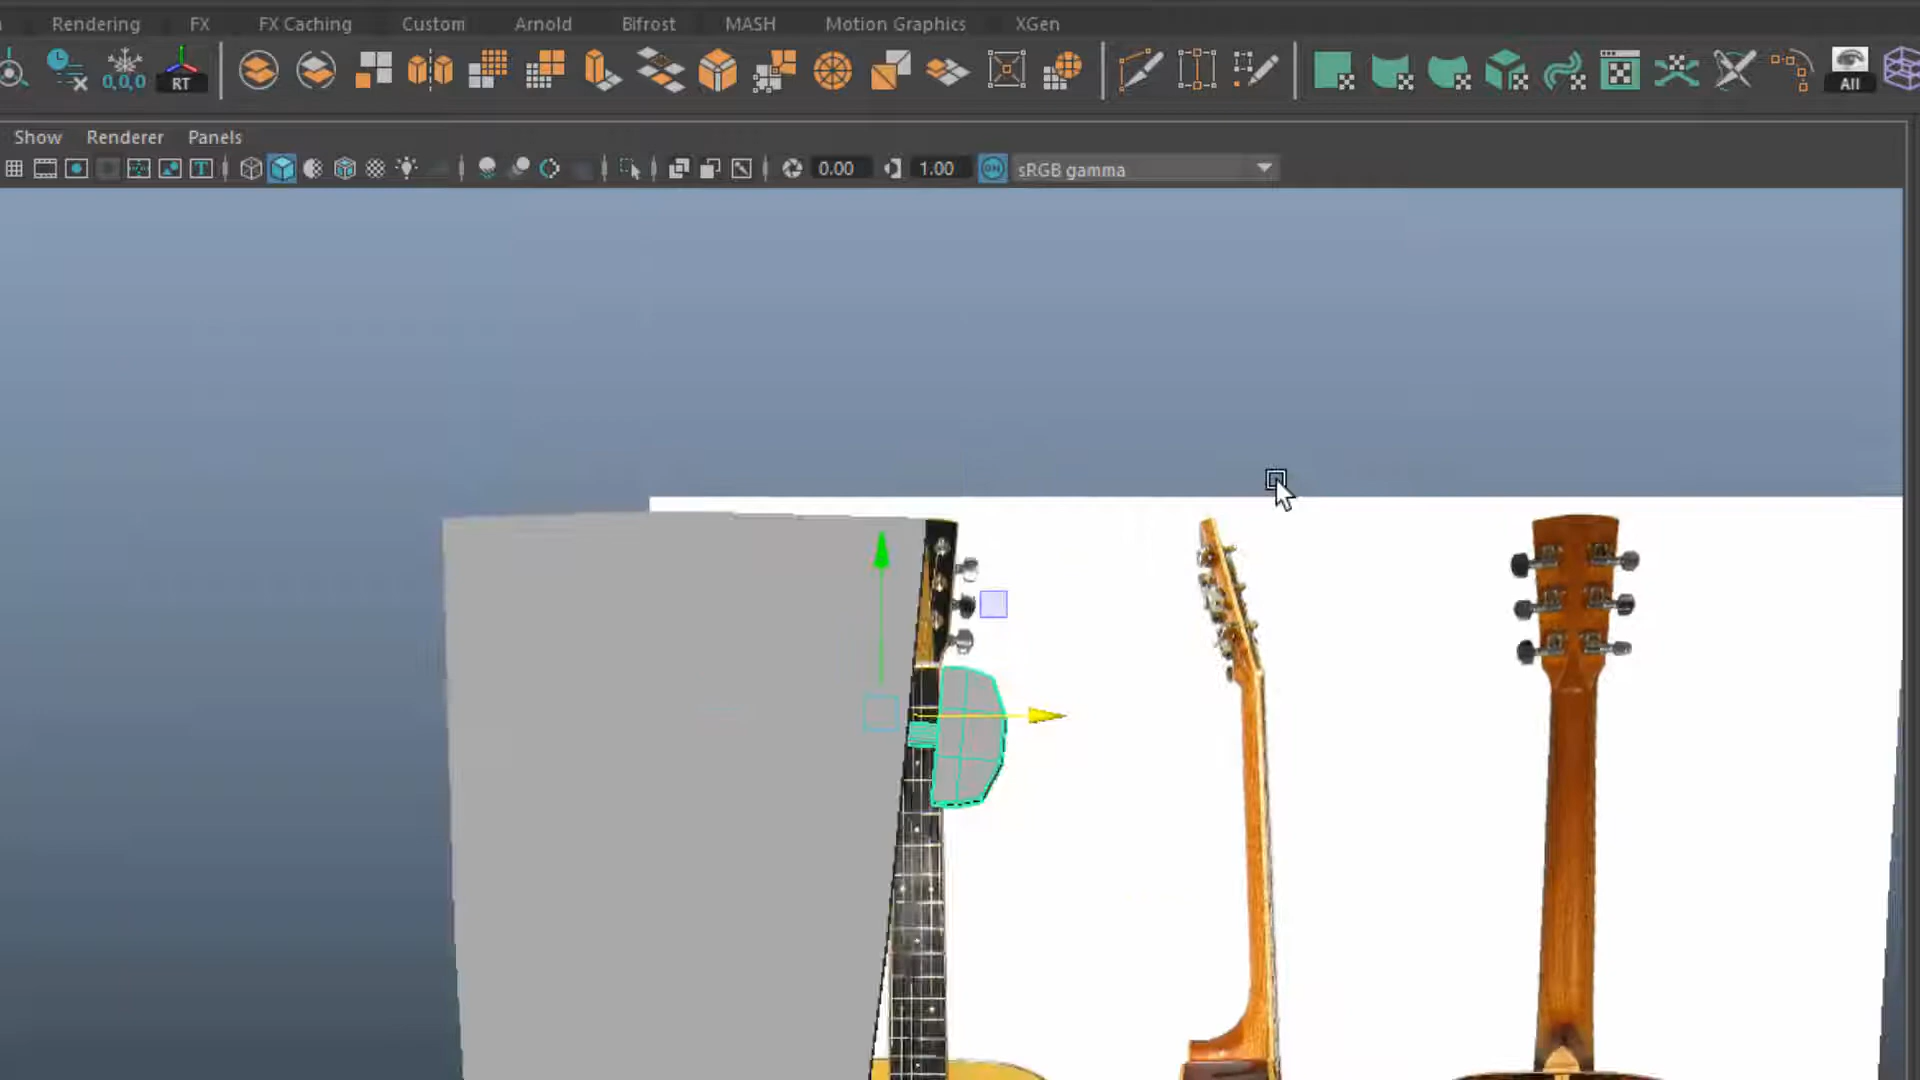 Rendering FX FX Caching Custom Arnold Bifrost MASH Motion Graphics XGen
0,0,0 RT All
Show Renderer Panels
T 0.00 1.00 ON sRGB gamma